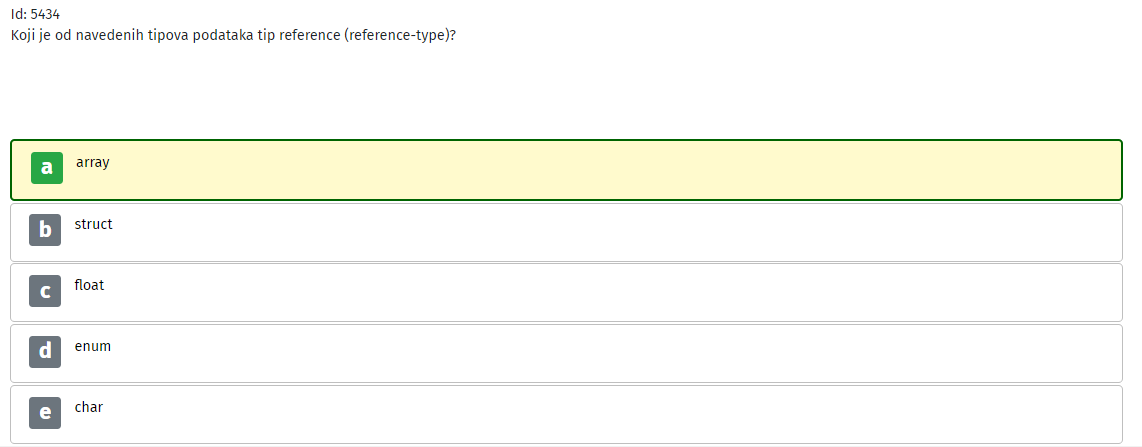 Id: 5434
Koji je od navedenih tipova podataka tip reference (reference-type)?
a array
b struct
c float
d enum
e char